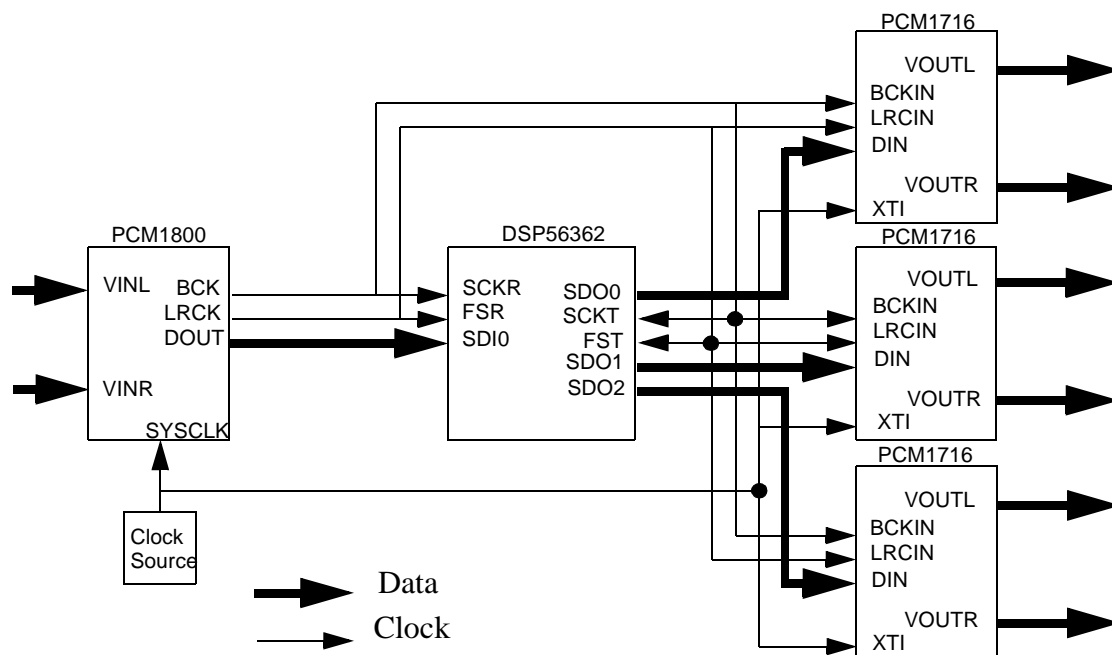 PCM1716
VOUTL
BCKIN
LRCIN
DIN
VOUTR
XTI
PCM1800
VINL
BCK
LRCK
DOUT
VINR
SYSCLK
DSP56362
SCKR
FSR
SDI0
SDO0
SCKT
FST
SDO1
SDO2
PCM1716
VOUTL
BCKIN
LRCIN
DIN
VOUTR
XTI
PCM1716
VOUTL
BCKIN
LRCIN
DIN
VOUTR
XTI
Clock
Source
Data
Clock